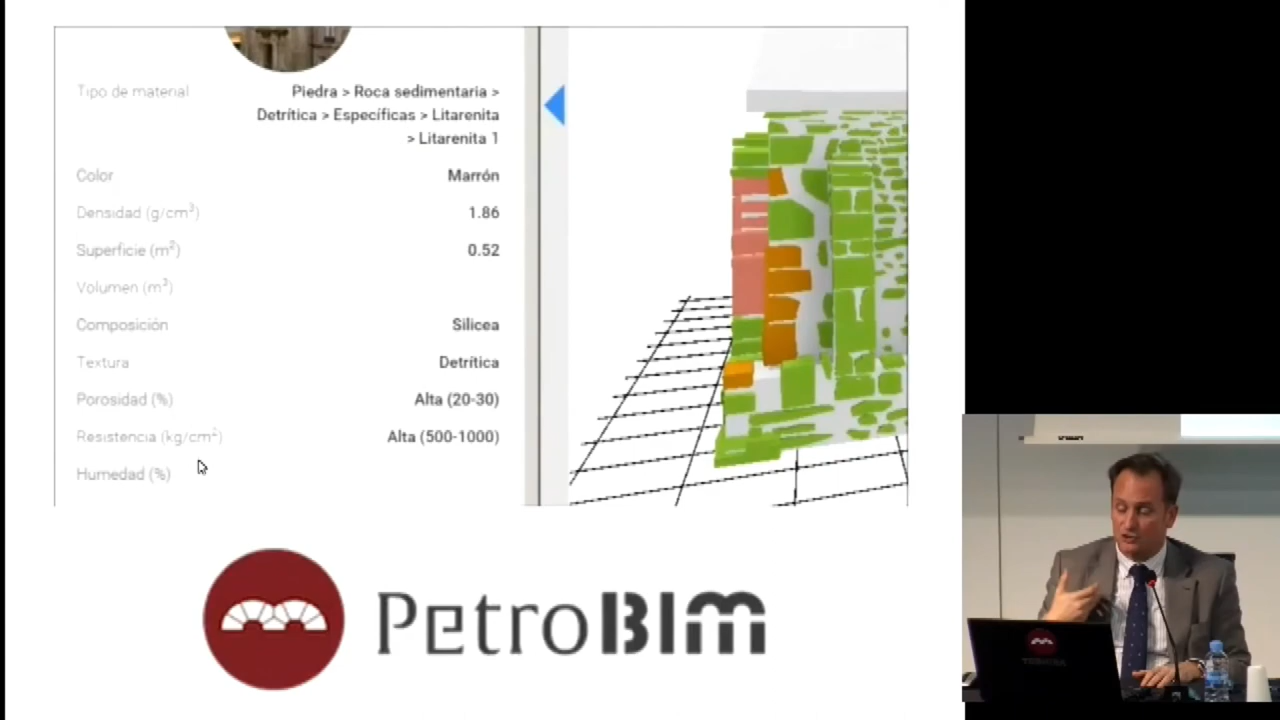 Tipo de material
Piedra > Roca sedimentaria >
Detrítica > Específicas > Litarenita
> Litarenita 1
Color Marrón
Densidad (g/cm³) 1.86
Superficie (m²) 0.52
Volumen (m³)
Composición Silicea
Textura Detrítica
Porosidad (%) Alta (20-30)
Resistencia (kg/cm²) Alta (500-1000)
Humedad (%)
PetroBIM
TOSHIBA